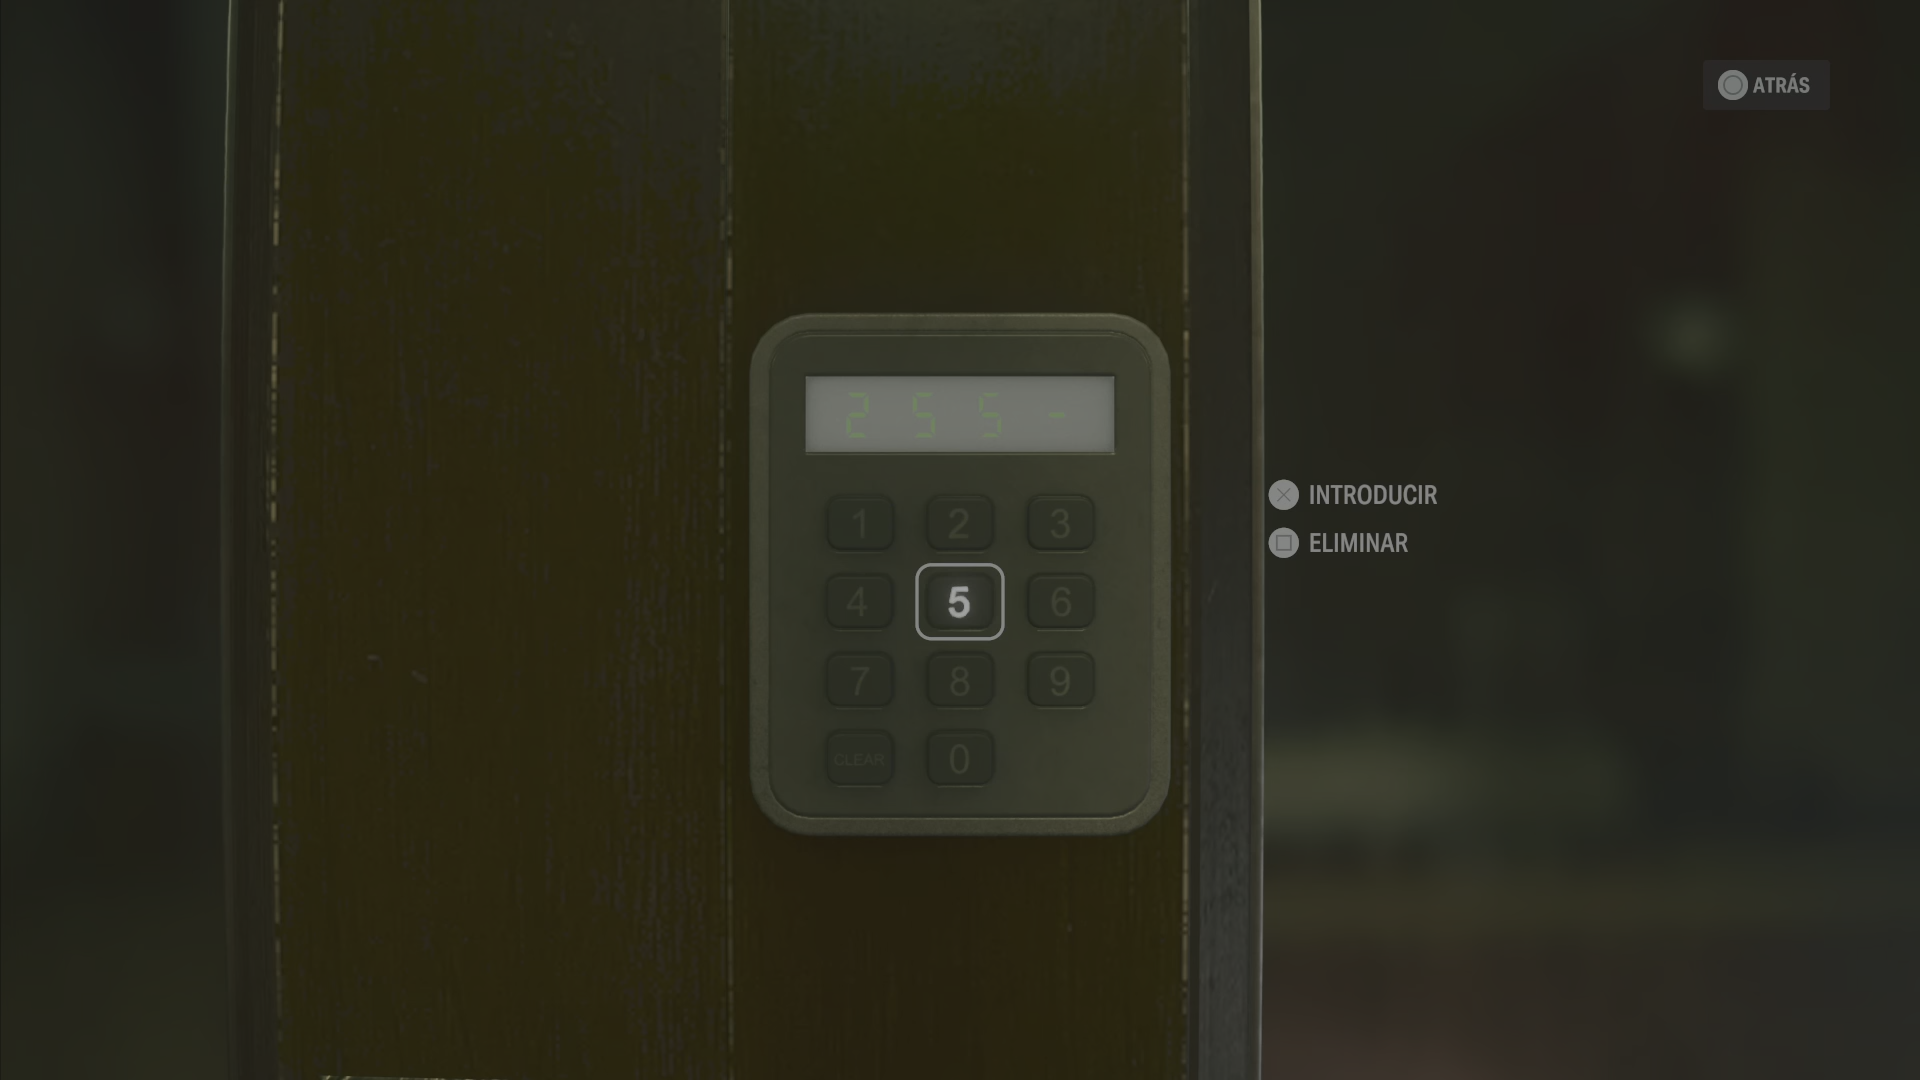 ATRÁS
2 5 5 -
1 2 3
INTRODUCIR
ELIMINAR
4 5 6
7 8 9
CLEAR 0